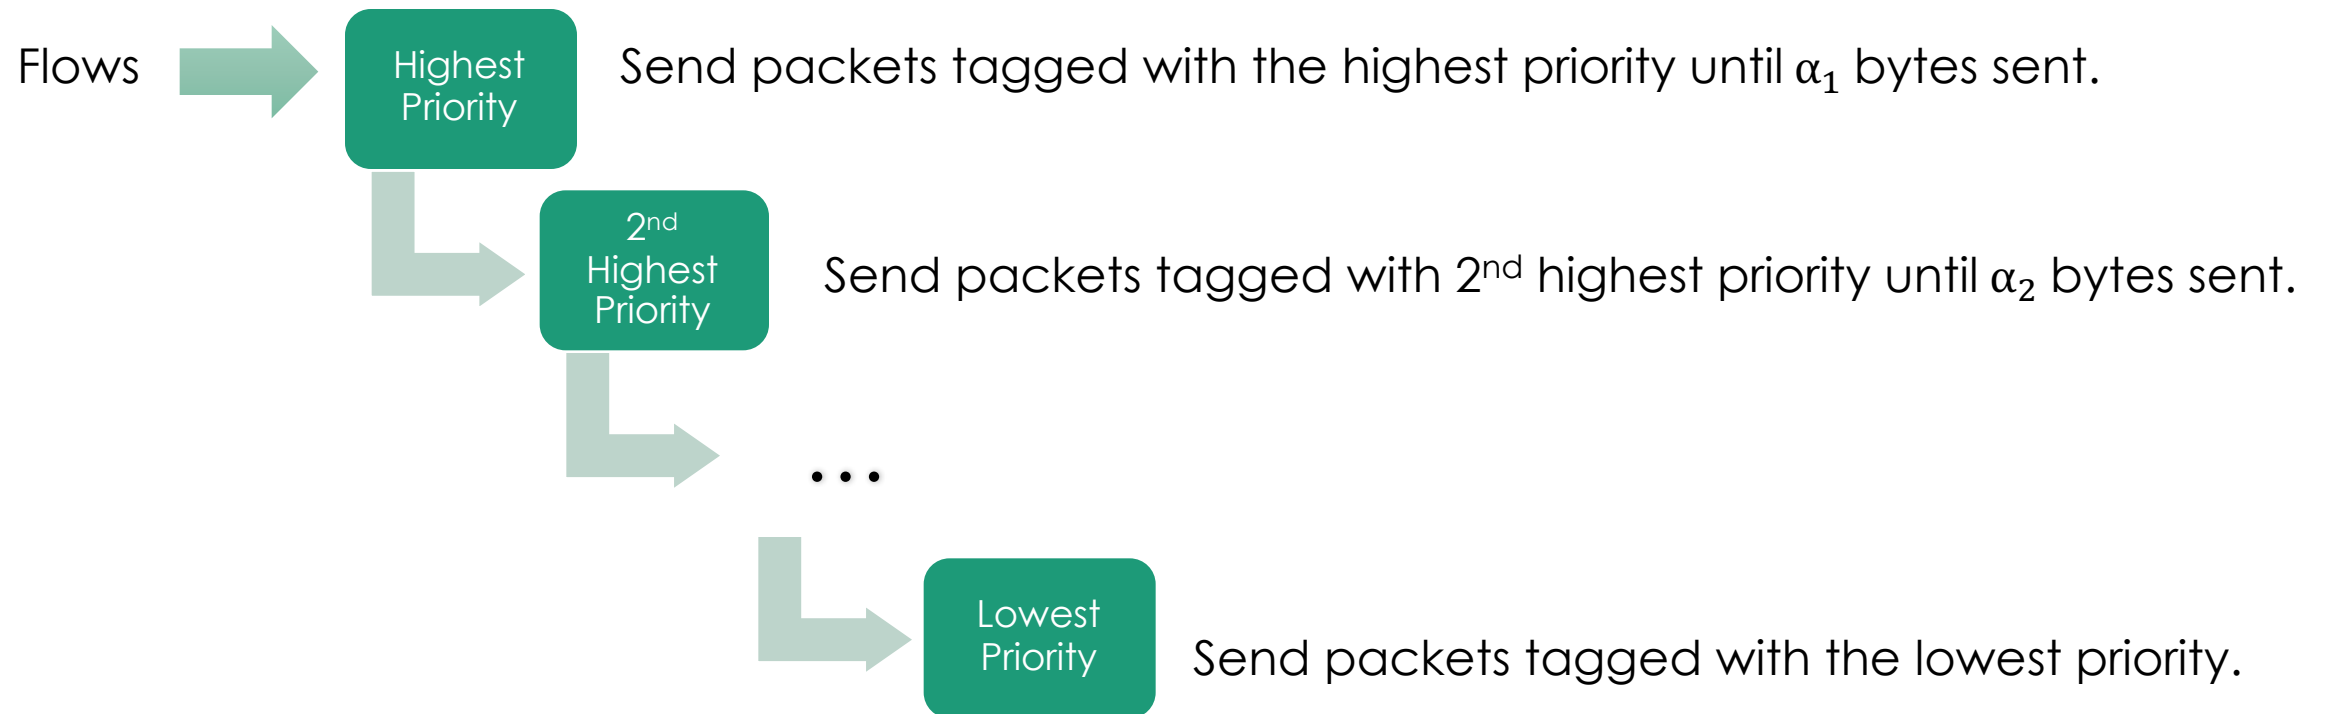 Flows
Highest
Priority
Send packets tagged with the highest priority until α₁ bytes sent.
2nd
Highest
Priority
Send packets tagged with 2nd highest priority until α₂ bytes sent.
...
Lowest
Priority
Send packets tagged with the lowest priority.